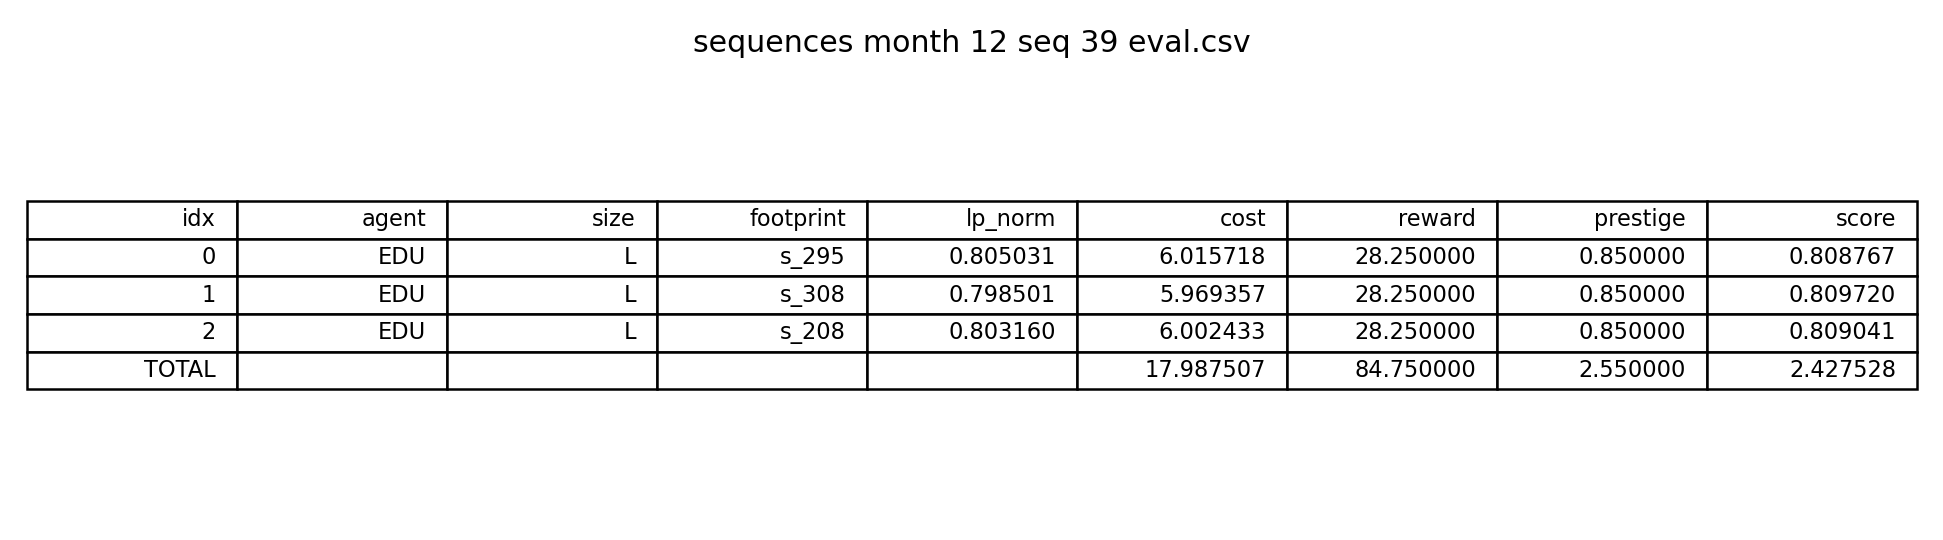 sequences month 12 seq 39 eval.csv
idx agent size footprint lp_norm cost reward prestige score
0 EDU L s_295 0.805031 6.015718 28.250000 0.850000 0.808767
1 EDU L s_308 0.798501 5.969357 28.250000 0.850000 0.809720
2 EDU L s_208 0.803160 6.002433 28.250000 0.850000 0.809041
TOTAL 17.987507 84.750000 2.550000 2.427528